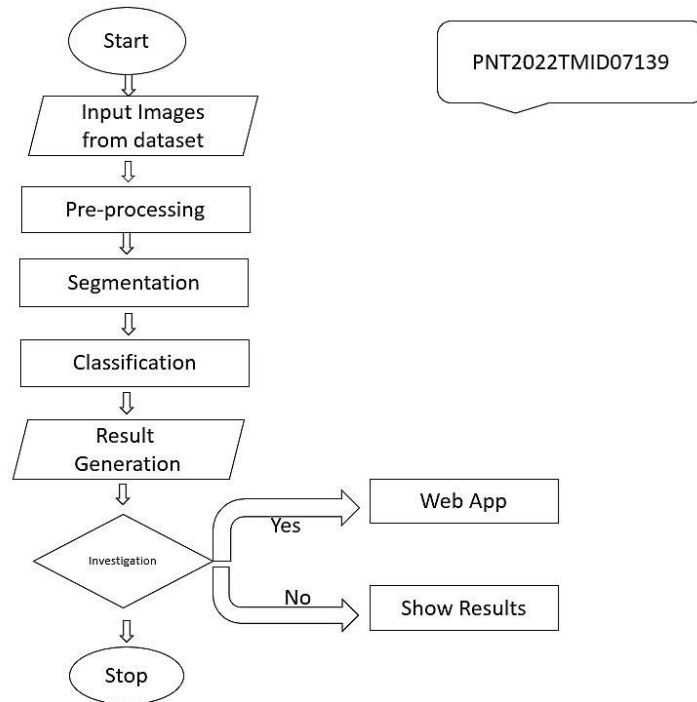 Start
PNT2022TMID07139
Input Images
from dataset
Pre-processing
Segmentation
Classification
Result
Generation
Web App
Yes
Investigation
No
Show Results
Stop